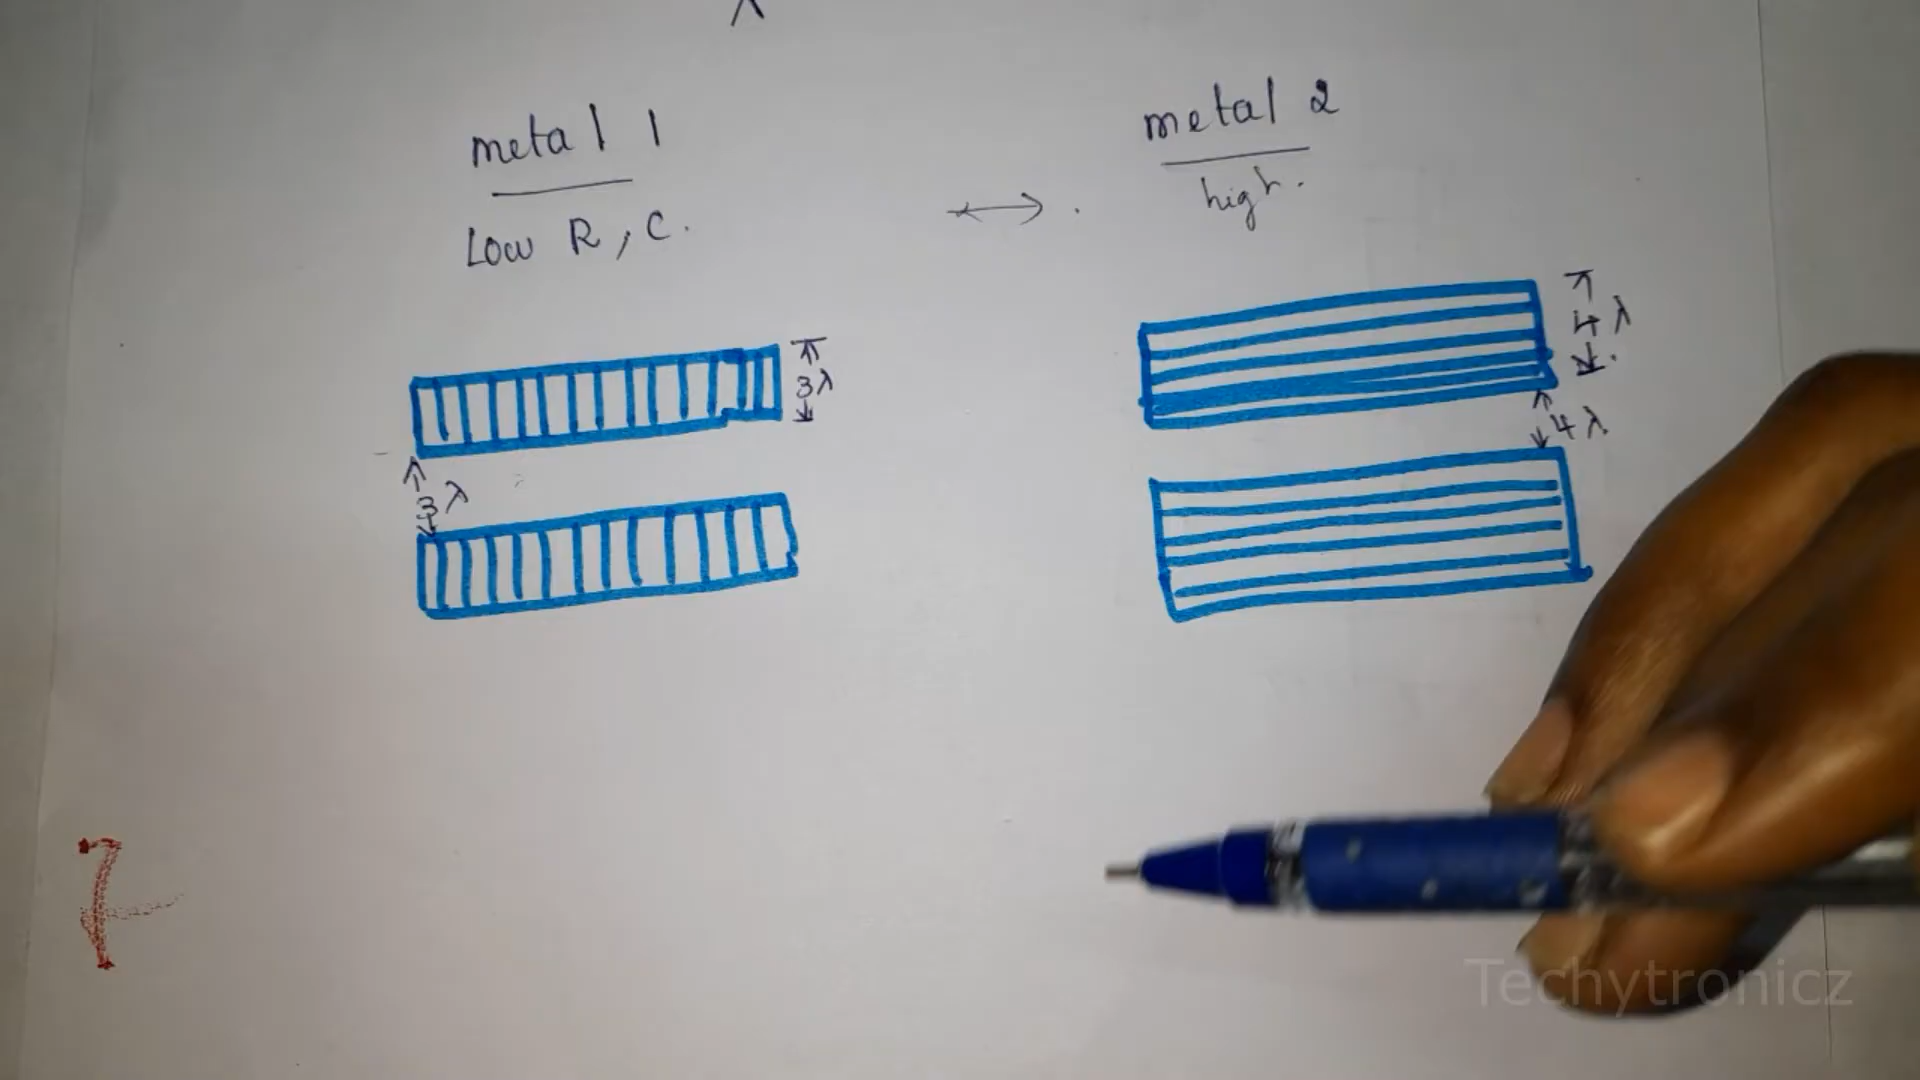 metal 1
Low R, C.
metal 2
high.
3λ
3λ
4λ
4λ
Techytronicz